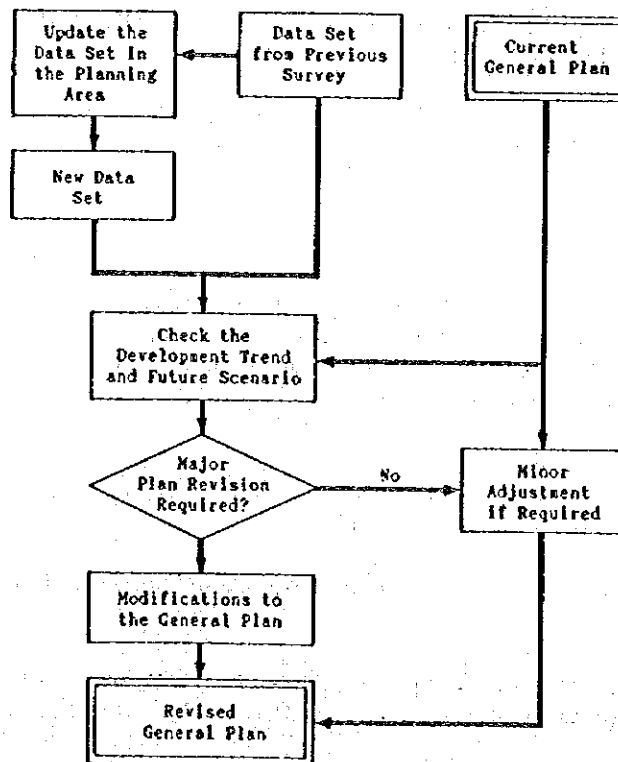 Update the
Data Set In
the Planning
Area
Data Set
from Previous
Survey
Current
General Plan
New Data
Set
Check the
Development Trend
and Future Scenario
Major
Plan Revision
Required?
No
Minor
Adjustment
if Required
Modifications to
the General Plan
Revised
General Plan